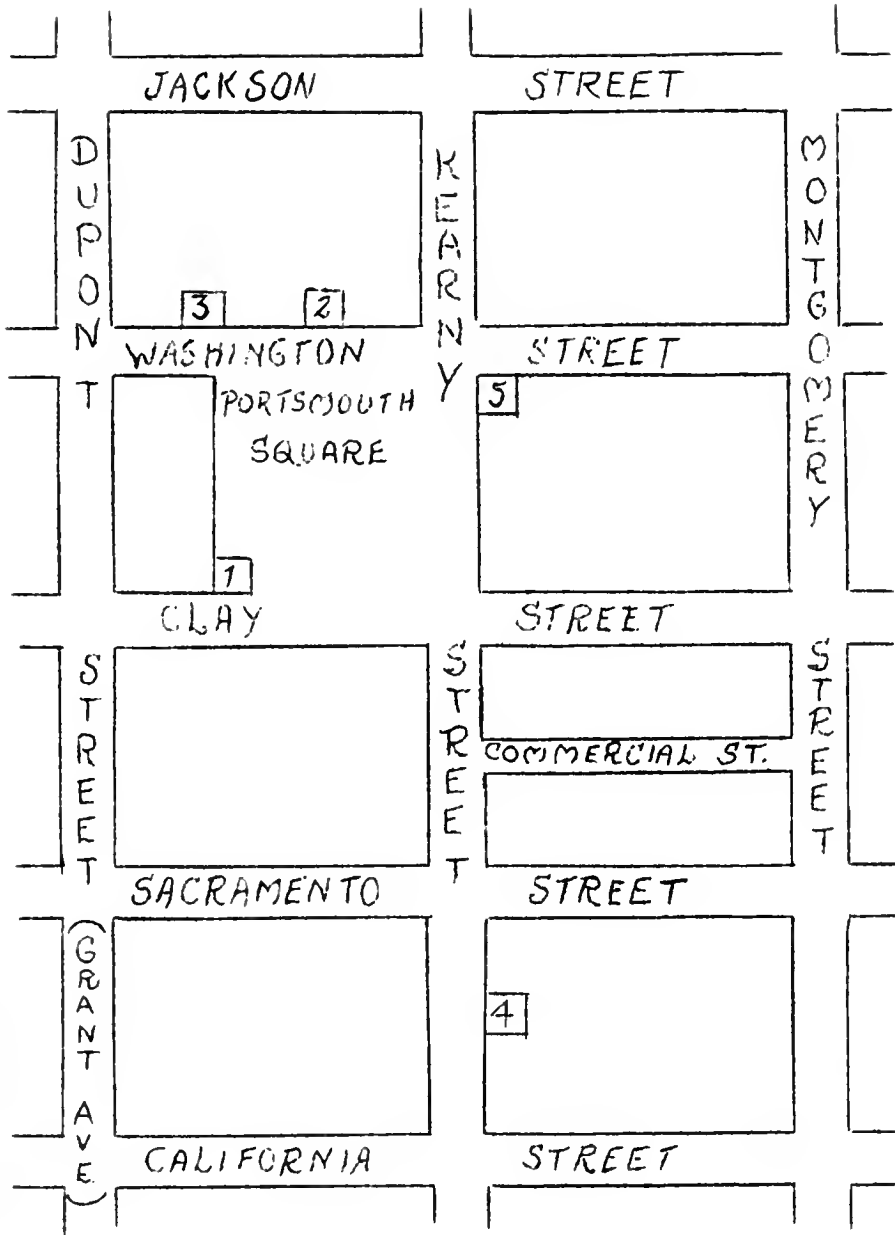 JACKSON STREET
DUPONT STREET
(GRANT AVE.)
KEARNY STREET
MONTGOMERY STREET
3
2
WASHINGTON STREET
PORTSMOUTH
SQUARE
5
1
CLAY STREET
COMMERCIAL ST.
SACRAMENTO STREET
4
CALIFORNIA STREET